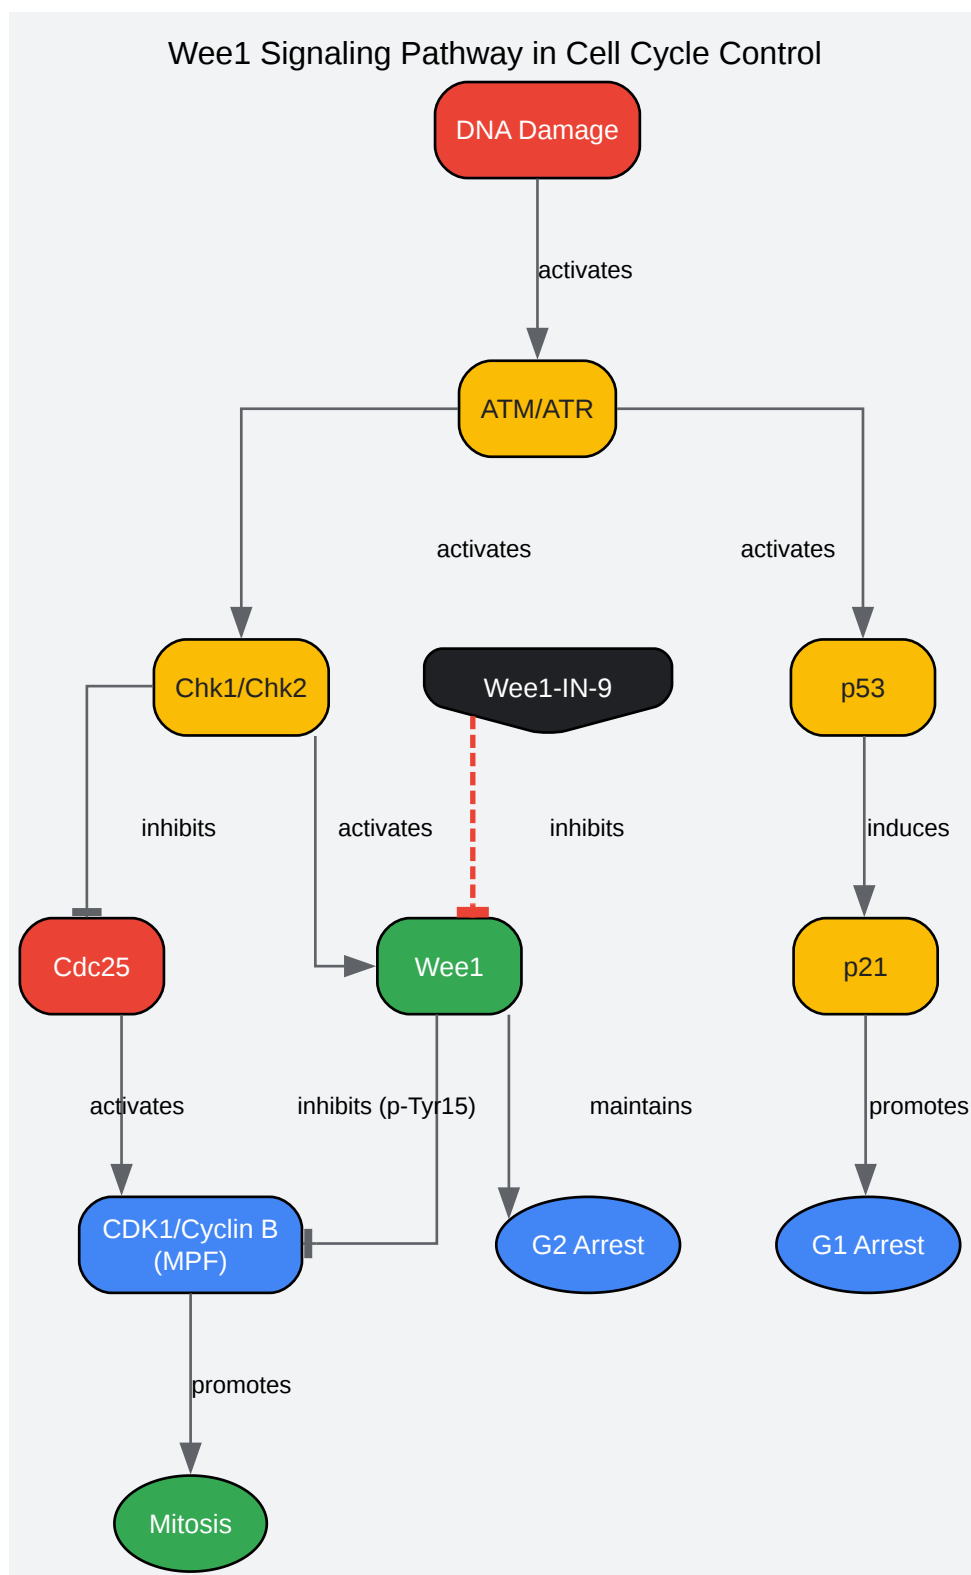 Wee1 Signaling Pathway in Cell Cycle Control
DNA Damage
activates
ATM/ATR
activates
activates
Chk1/Chk2
Wee1-IN-9
p53
inhibits
activates
inhibits
induces
Cdc25
Wee1
p21
activates
inhibits (p-Tyr15)
maintains
promotes
CDK1/Cyclin B
(MPF)
G2 Arrest
G1 Arrest
promotes
Mitosis